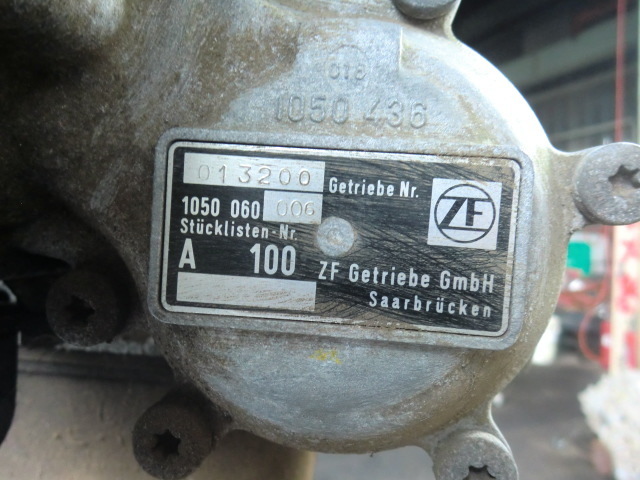 018
1050 436
013200 Getriebe Nr.
ZF
1050 060 006
Stücklisten-Nr.
A 100 ZF Getriebe GmbH
Saarbrücken